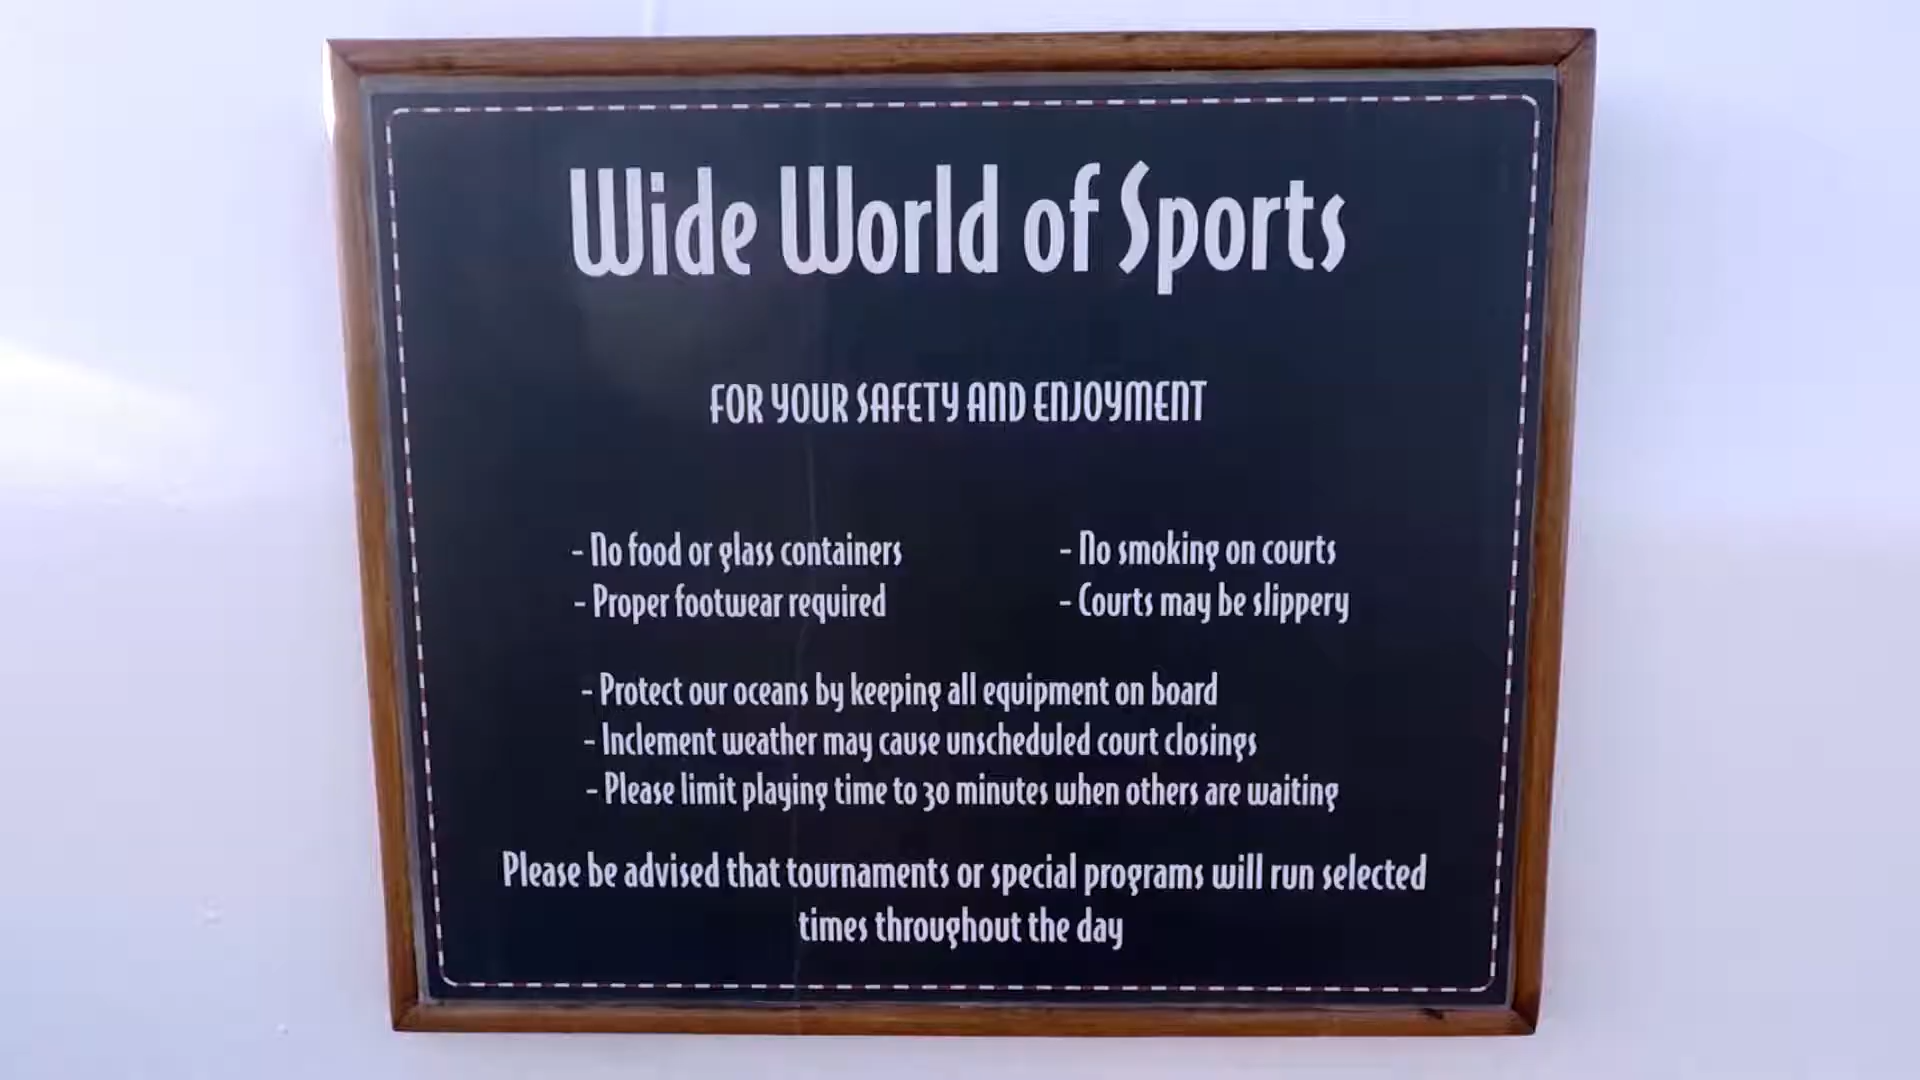 Wide World of Sports
FOR YOUR SAFETY AND ENJOYMENT
- No food or glass containers
- Proper footwear required
- No smoking on courts
- Courts may be slippery
- Protect our oceans by keeping all equipment on board
- Inclement weather may cause unscheduled court closings
- Please limit playing time to 30 minutes when others are waiting
Please be advised that tournaments or special programs will run selected
times throughout the day